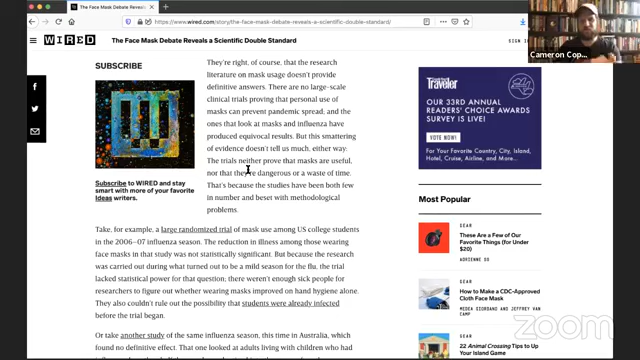 The Face Mask Debate Reveals a Scientific Double Standard
https://www.wired.com/story/the-face-mask-debate-reveals-a-scientific-double-standard/
WIRED
The Face Mask Debate Reveals a Scientific Double Standard
SIGN
Cameron Cop...
SUBSCRIBE
Subscribe to WIRED and stay
smart with more of your favorite
Ideas writers.
They're right, of course, that the research
literature on mask usage doesn't provide
definitive answers. There are no large-scale
clinical trials proving that personal use of
masks can prevent pandemic spread; and the
ones that look at masks and influenza have
produced equivocal results. But this smattering
of evidence doesn't tell us much, either way.
The trials neither prove that masks are useful,
nor that they're dangerous or a waste of time.
That's because the studies have been both few
in number and beset with methodological
problems.
Take, for example, a large randomized trial of mask use among US college students
in the 2006–07 influenza season. The reduction in illness among those wearing
face masks in that study was not statistically significant. But because the research
was carried out during what turned out to be a mild season for the flu, the trial
lacked statistical power for that question; there weren't enough sick people for
researchers to figure out whether wearing masks improved on hand hygiene alone.
They also couldn't rule out the possibility that students were already infected
before the trial began.
Or take another study of the same influenza season, this time in Australia, which
found no definitive effect. That one looked at adults living with children who had
Traveler
OUR 33RD ANNUAL
READERS' CHOICE AWARDS
SURVEY IS LIVE!
VOTE NOW!
For Your Favorite Country, City, Island,
Hotel, Cruise, Airline, and More...
Most Popular
GEAR
These Are a Few of Our
Favorite Things (for Under
$20)
ADRIENNE SO
GEAR
How to Make a CDC-Approved
Cloth Face Mask
MEDEA GIORDANO AND JEFFREY VAN
CAMP
GEAR
22 Animal Crossing Tips to
Up Your Island Game
zoom